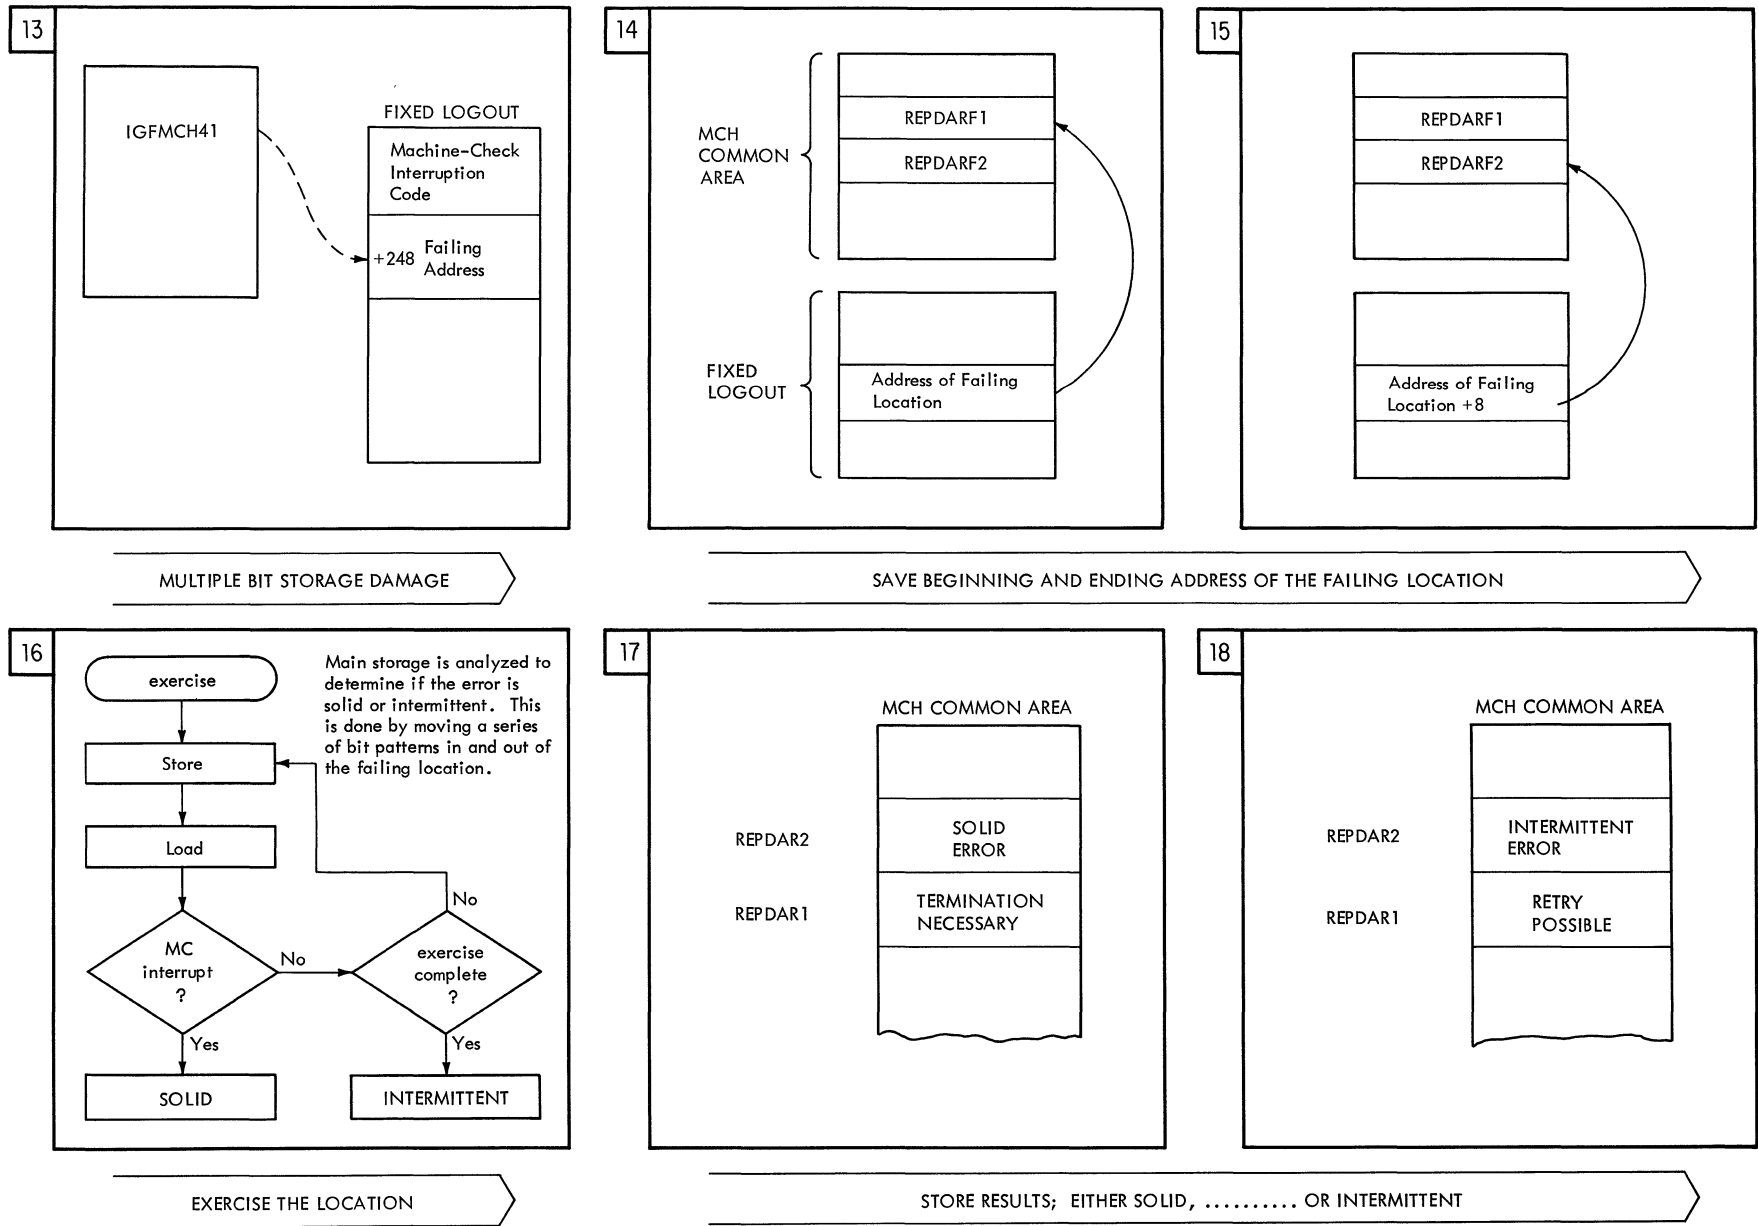 13
IGFMCH41
FIXED LOGOUT
Machine-Check
Interruption
Code
+248 Failing
Address
MULTIPLE BIT STORAGE DAMAGE
14
MCH
COMMON
AREA
REPDARF1
REPDARF2
FIXED
LOGOUT
Address of Failing
Location
15
REPDARF1
REPDARF2
Address of Failing
Location +8
SAVE BEGINNING AND ENDING ADDRESS OF THE FAILING LOCATION
16
exercise
Store
Load
MC
interrupt
?
No
Yes
SOLID
exercise
complete
?
No
Yes
INTERMITTENT
Main storage is analyzed to
determine if the error is
solid or intermittent. This
is done by moving a series
of bit patterns in and out of
the failing location.
EXERCISE THE LOCATION
17
MCH COMMON AREA
REPDAR2
SOLID
ERROR
REPDAR1
TERMINATION
NECESSARY
18
MCH COMMON AREA
REPDAR2
INTERMITTENT
ERROR
REPDAR1
RETRY
POSSIBLE
STORE RESULTS; EITHER SOLID, .......... OR INTERMITTENT